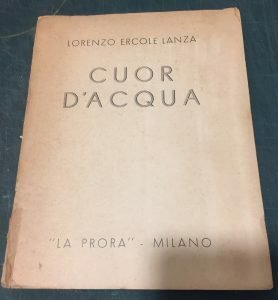 LORENZO ERCOLE LANZA
CUOR
D'ACQUA
"LA PRORA" - MILANO